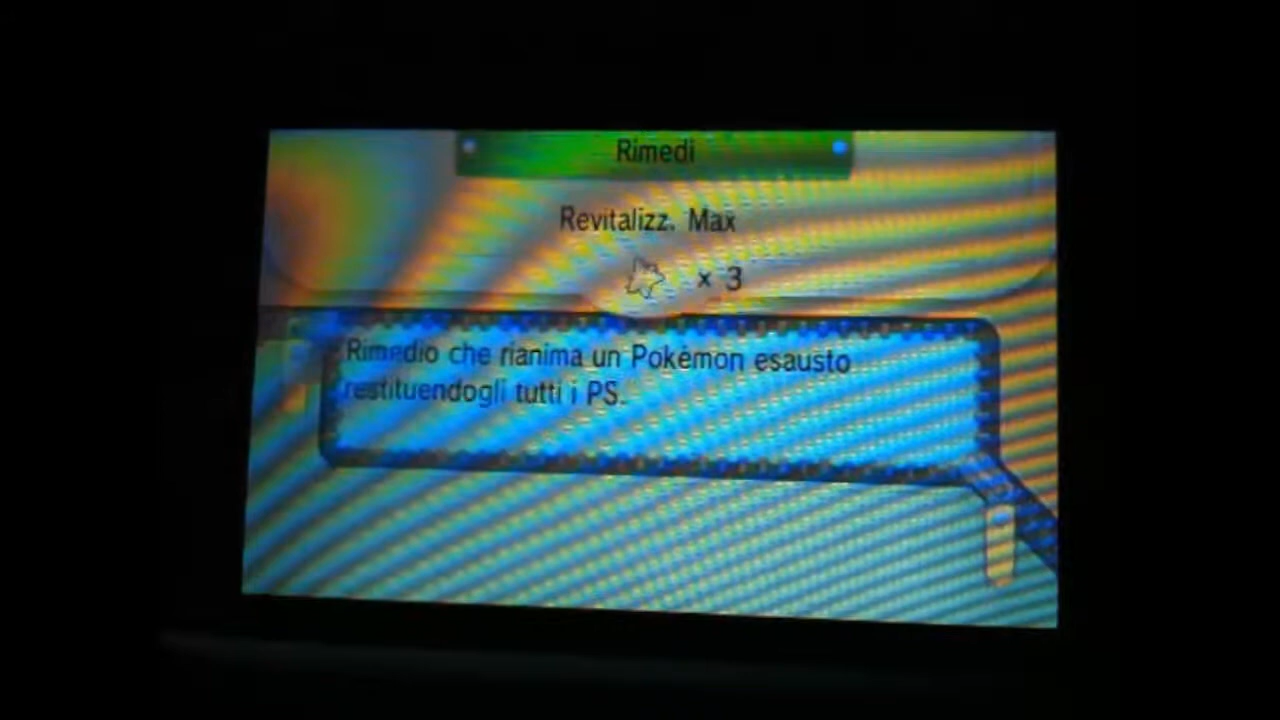 Rimedi
Revitalizz. Max
× 3
Rimedio che rianima un Pokémon esausto
restituendogli tutti i PS.